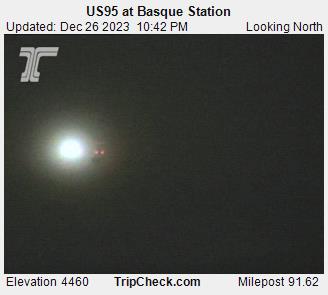 US95 at Basque Station
Updated: Dec 26 2023 10:42 PM Looking North
Elevation 4460 TripCheck.com Milepost 91.62